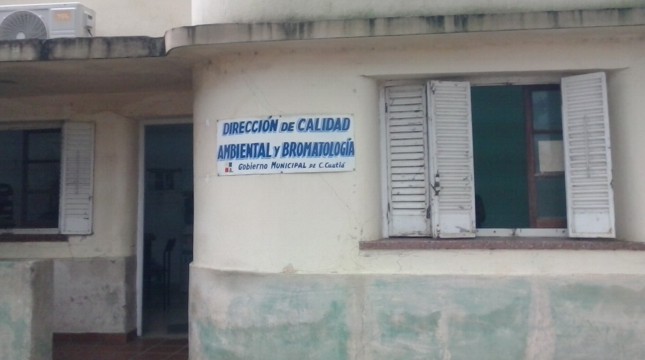 DIRECCIÓN DE CALIDAD
AMBIENTAL Y BROMATOLOGÍA
Gobierno MUNICIPAL DE C. Cuatiá